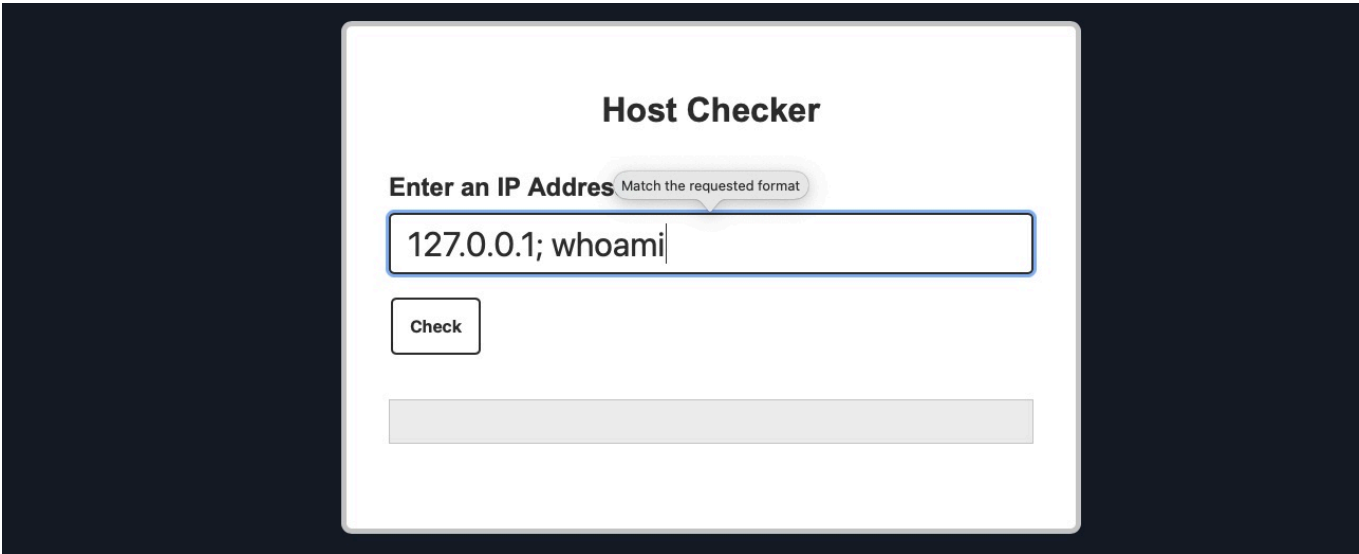 Host Checker
Enter an IP Addres
Match the requested format
127.0.0.1; whoami
Check